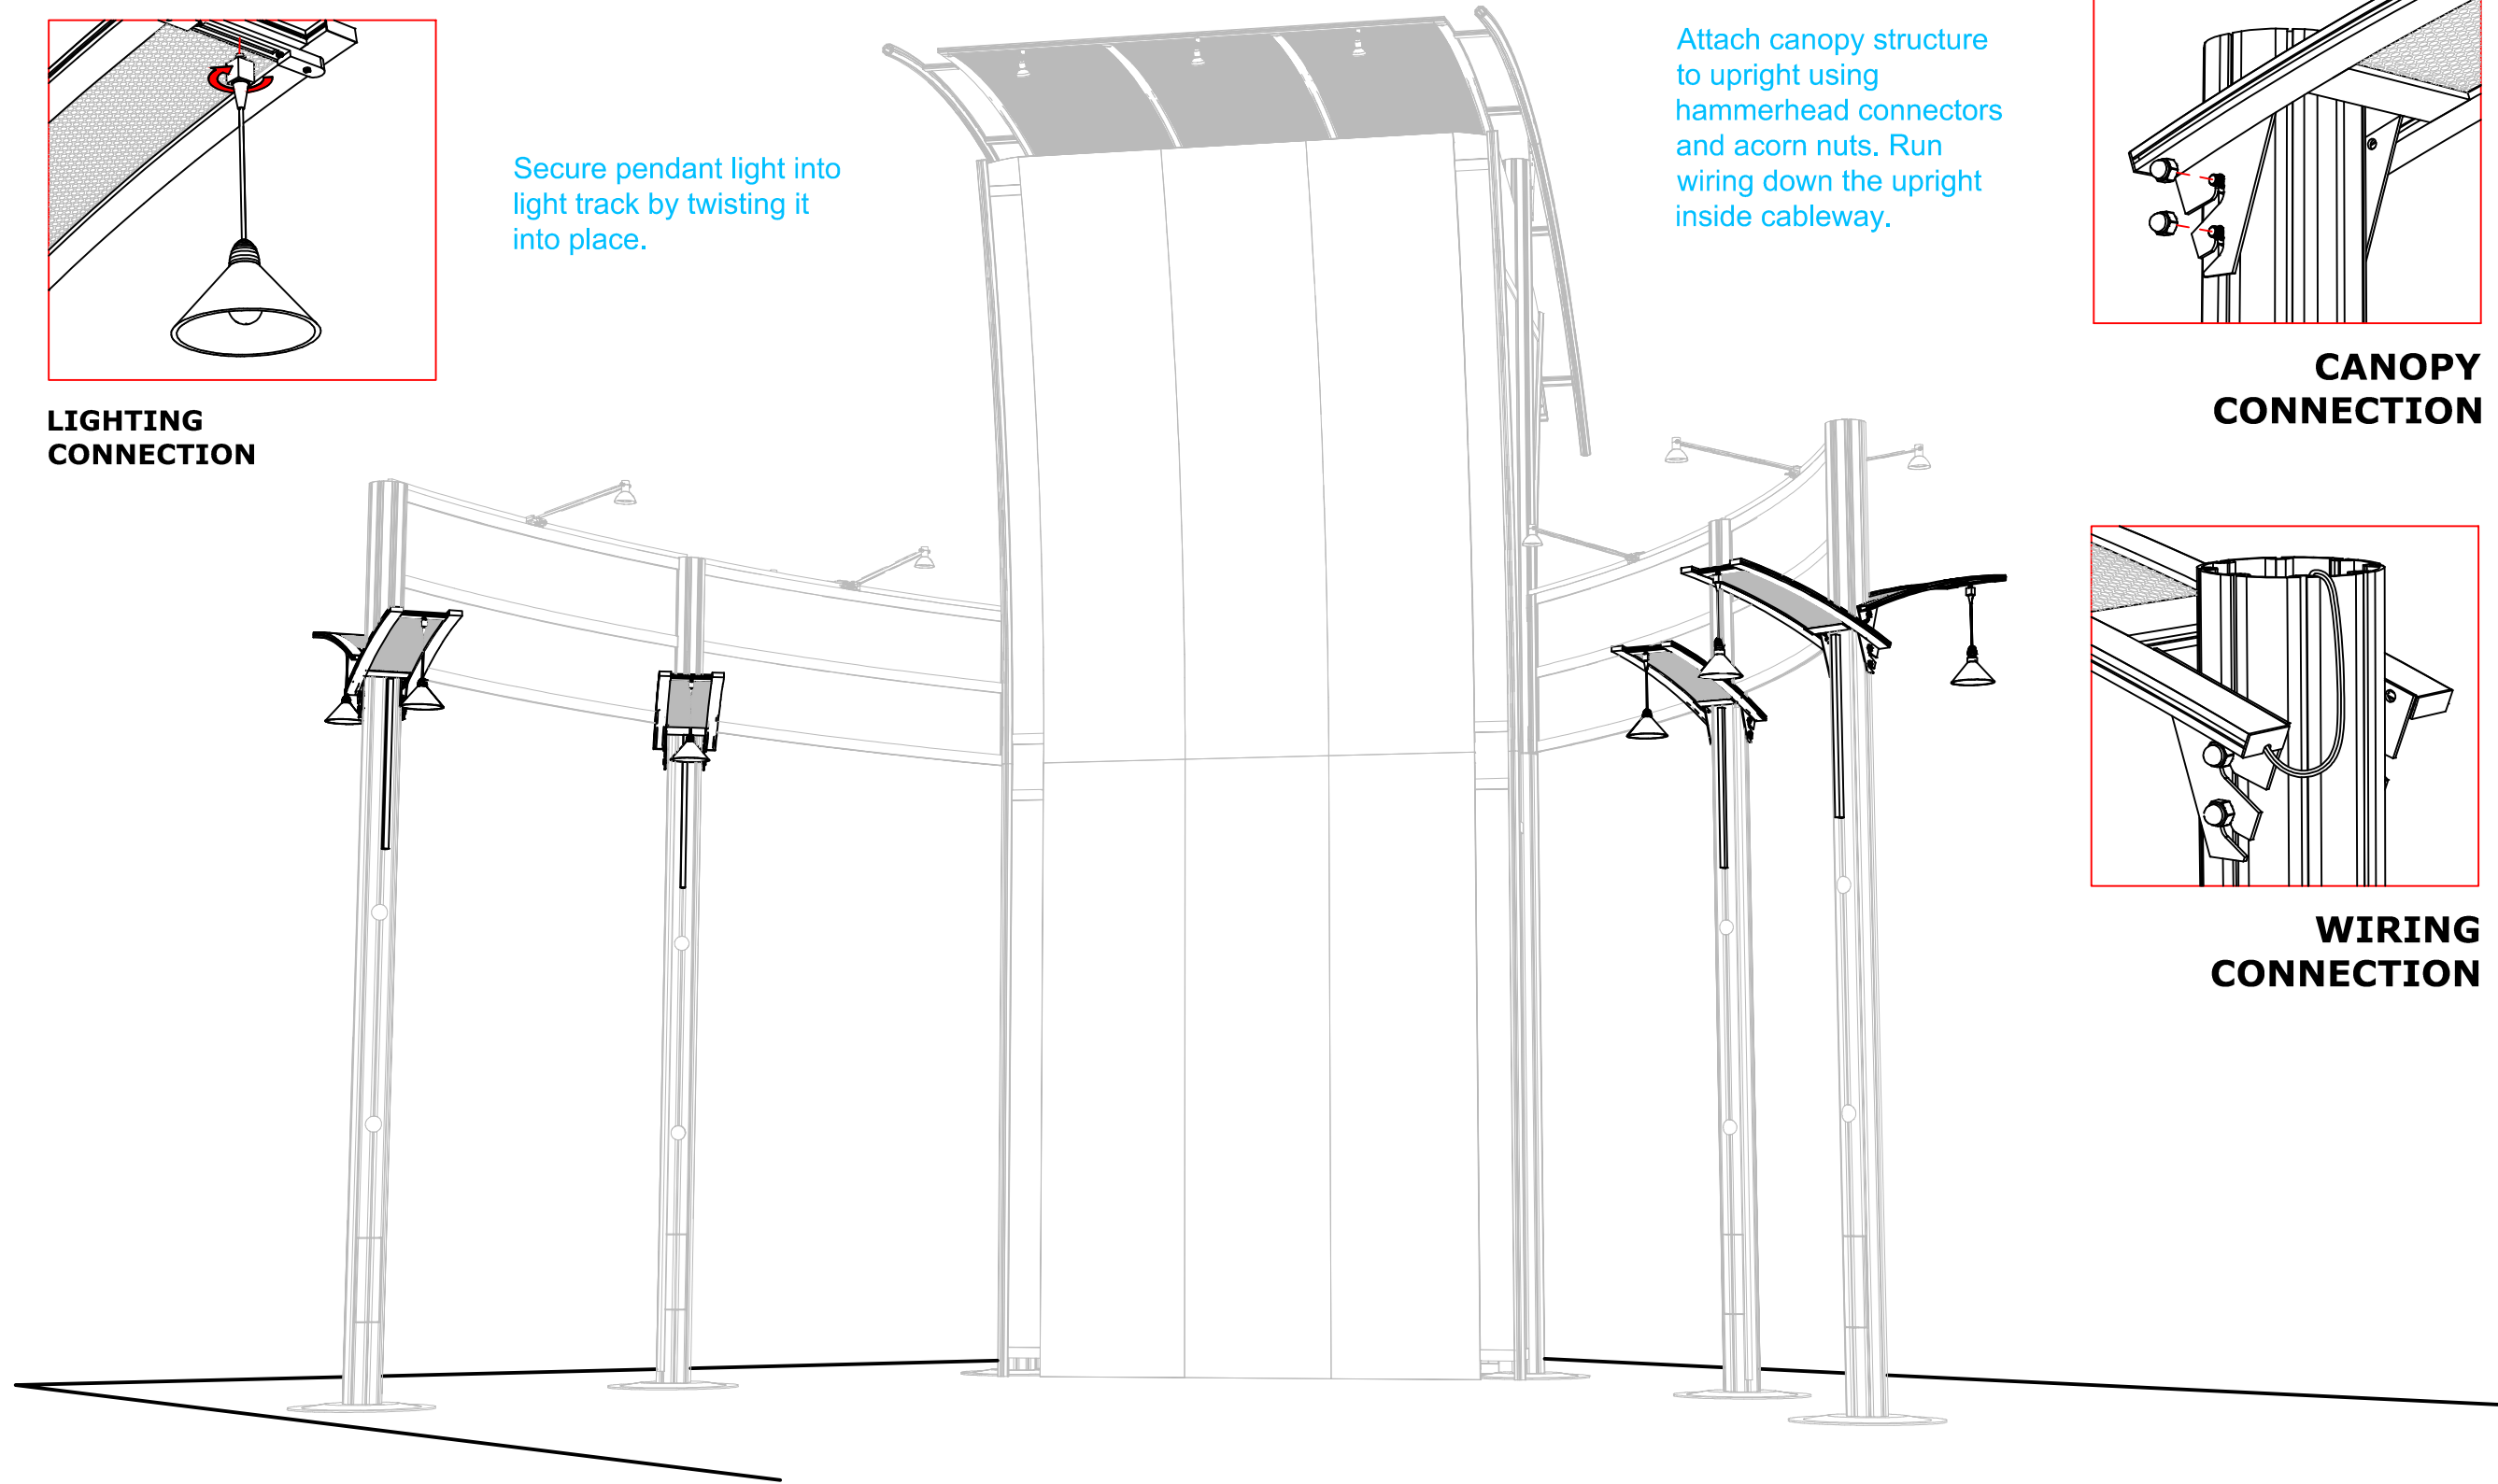 Secure pendant light into
light track by twisting it
into place.
LIGHTING
CONNECTION
Attach canopy structure
to upright using
hammerhead connectors
and acorn nuts. Run
wiring down the upright
inside cableway.
CANOPY
CONNECTION
WIRING
CONNECTION